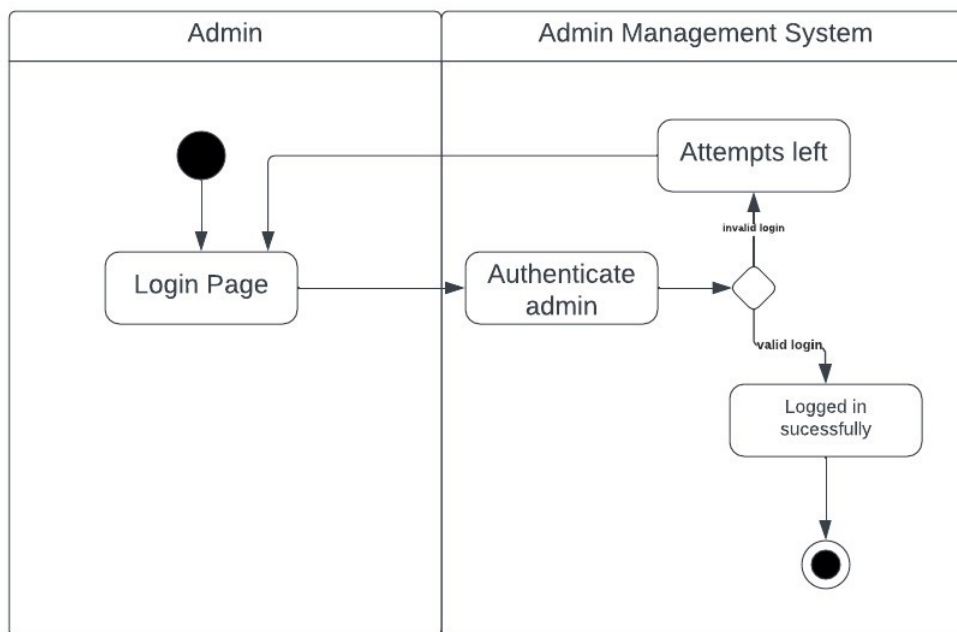 Admin
Admin Management System
Attempts left
invalid login
Login Page
Authenticate
admin
valid login
Logged in
sucessfully